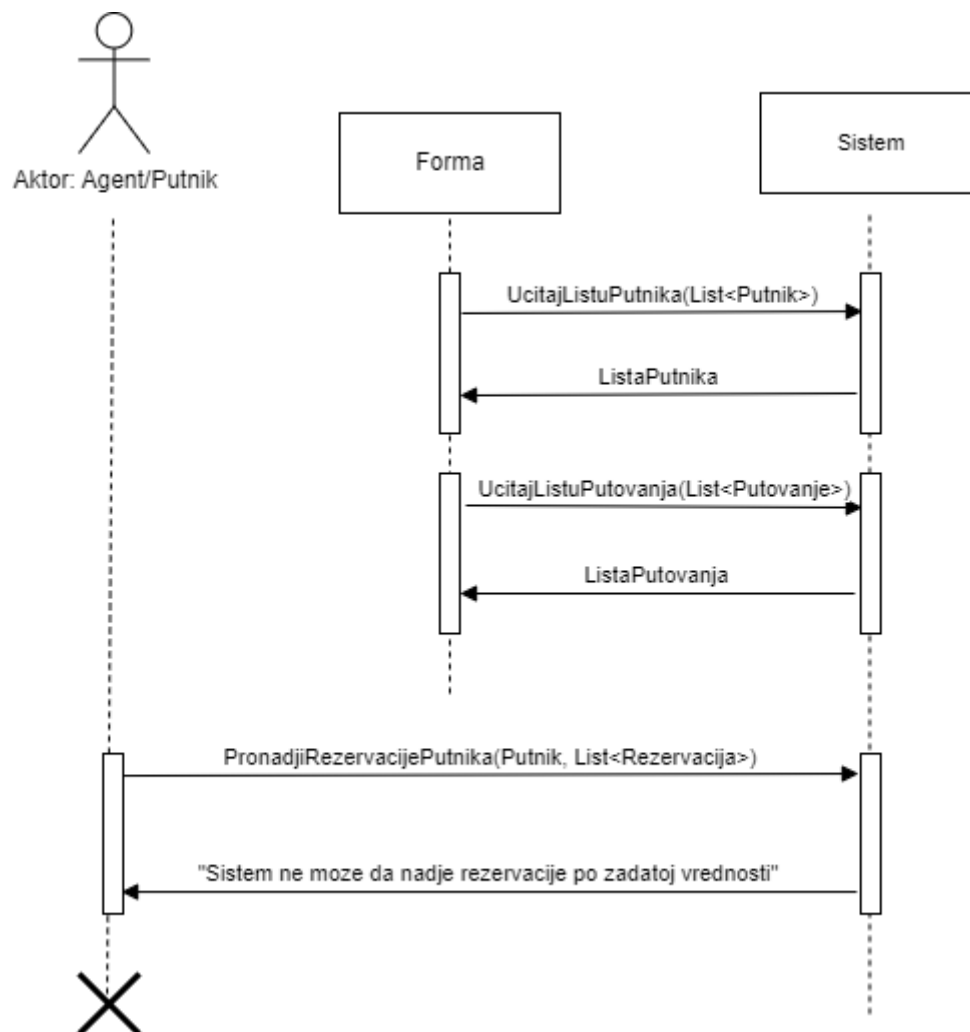 Aktor: Agent/Putnik
Forma
Sistem
UcitajListuPutnika(List<Putnik>)
ListaPutnika
UcitajListuPutovanja(List<Putovanje>)
ListaPutovanja
PronadjiRezervacijePutnika(Putnik, List<Rezervacija>)
"Sistem ne moze da nadje rezervacije po zadatoj vrednosti"